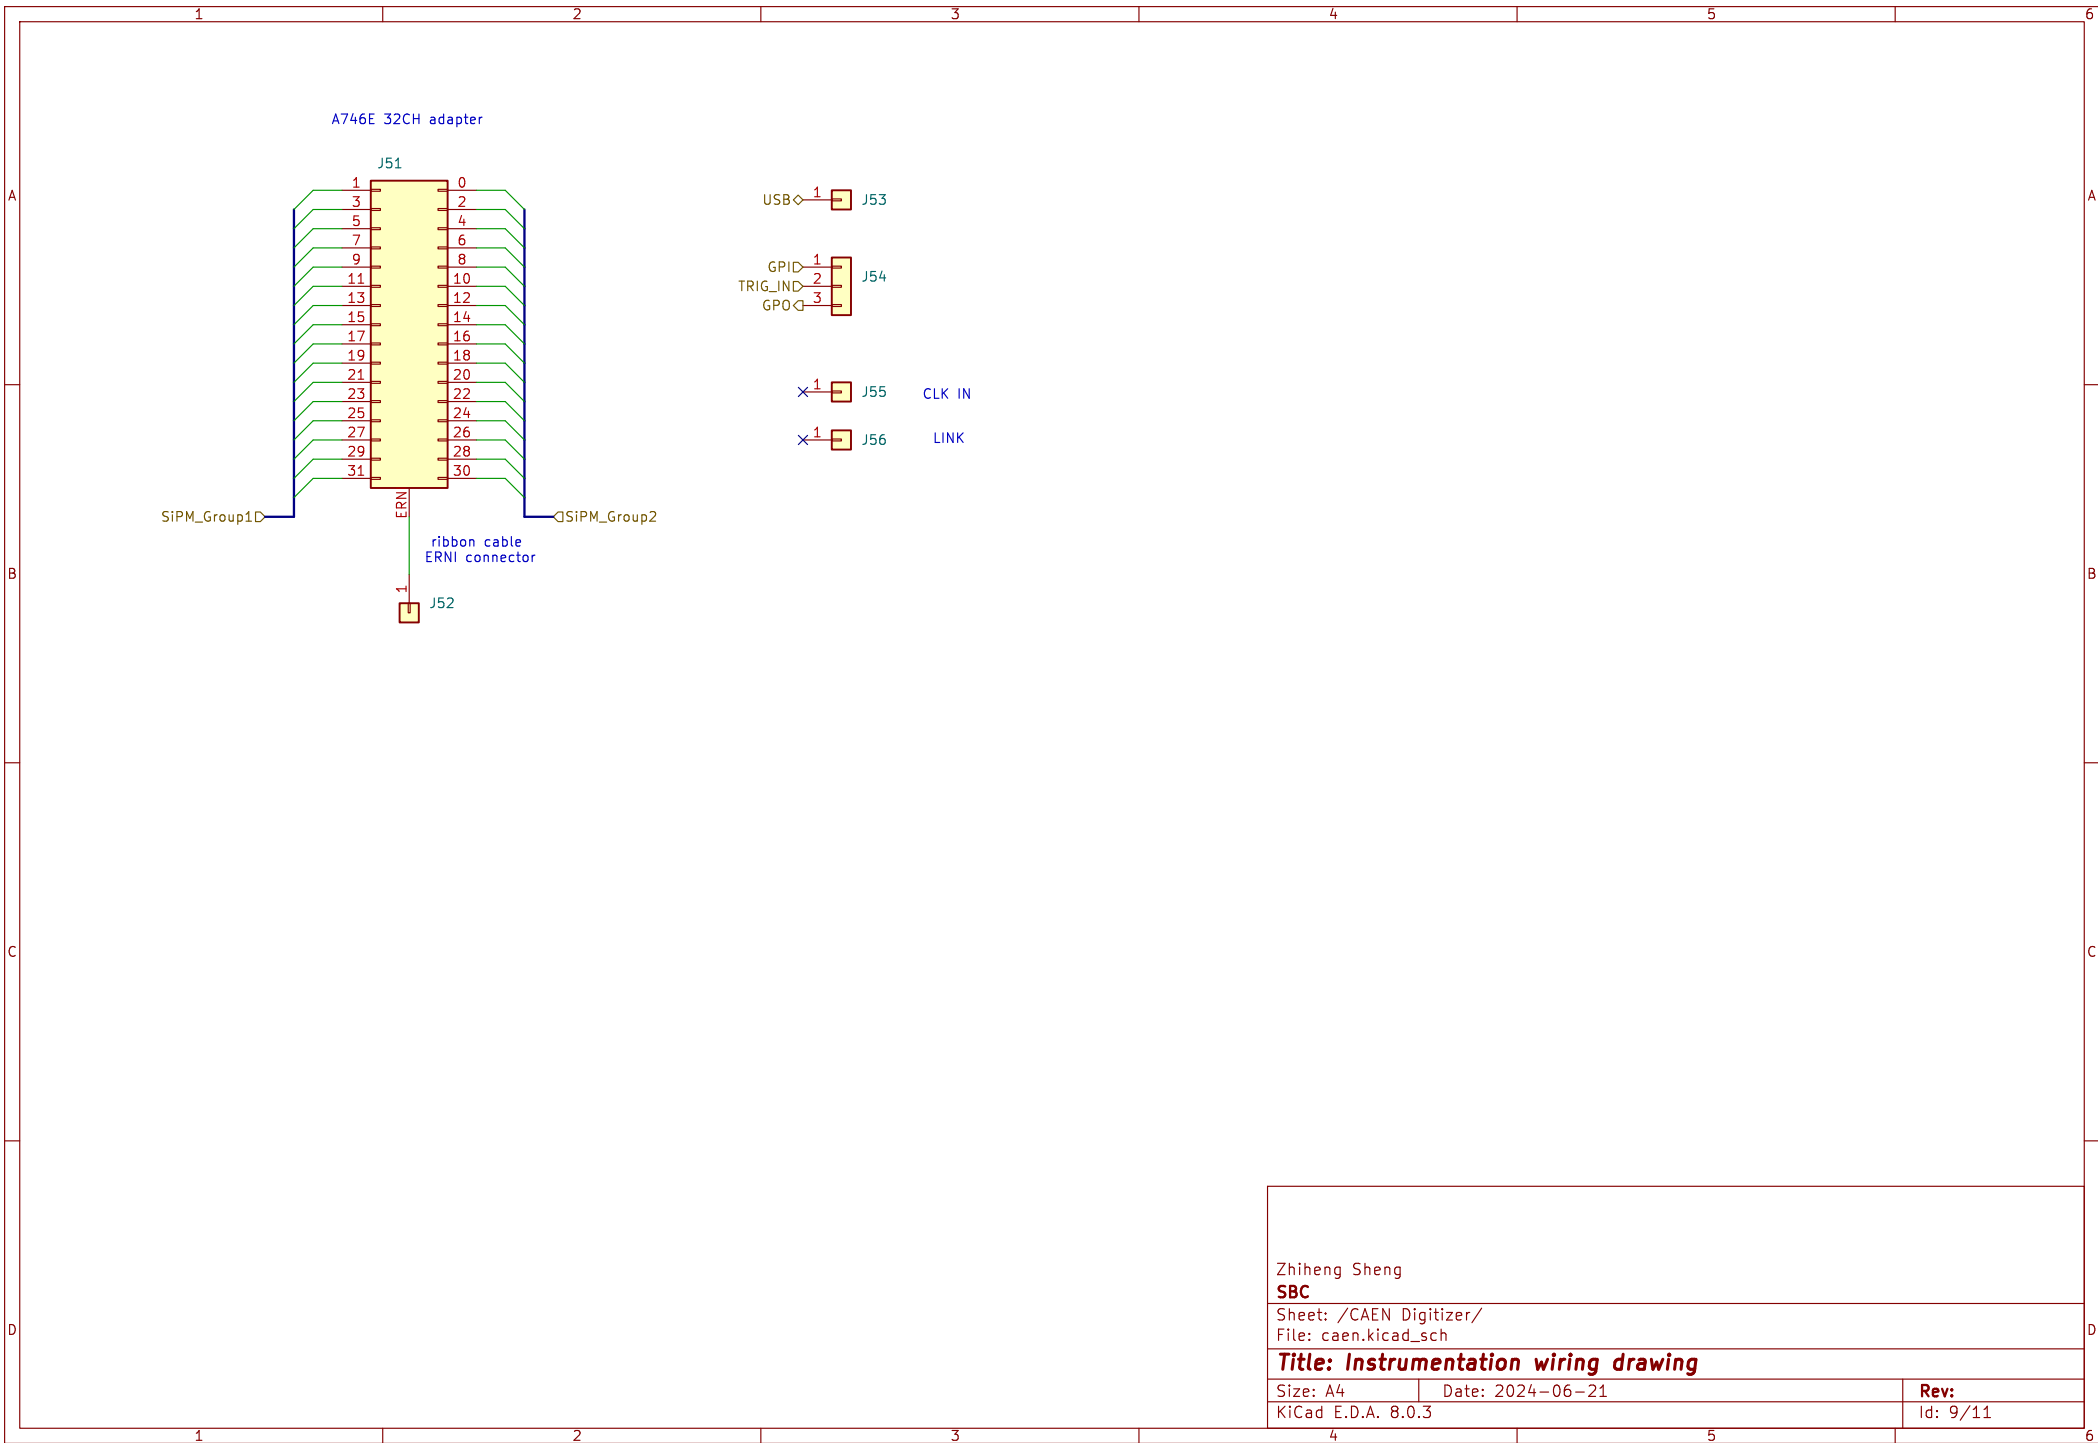 1 2 3 4 5 6
A746E 32CH adapter
J51
A A
1 0
3 2
5 4
7 6
9 8
11 10
13 12
15 14
17 16
19 18
21 20
23 22
25 24
27 26
29 28
31 30
ERN
SiPM_Group1
SiPM_Group2
ribbon cable
ERNI connector
1
J52
USB 1 J53
GPI 1
J54
TRIG_IN 2
GPO 3
1 J55 CLK IN
1 J56 LINK
B B
C C
D D
Zhiheng Sheng
SBC
Sheet: /CAEN Digitizer/
File: caen.kicad_sch
Title: Instrumentation wiring drawing
Size: A4 Date: 2024-06-21 Rev:
KiCad E.D.A. 8.0.3 Id: 9/11
1 2 3 4 5 6